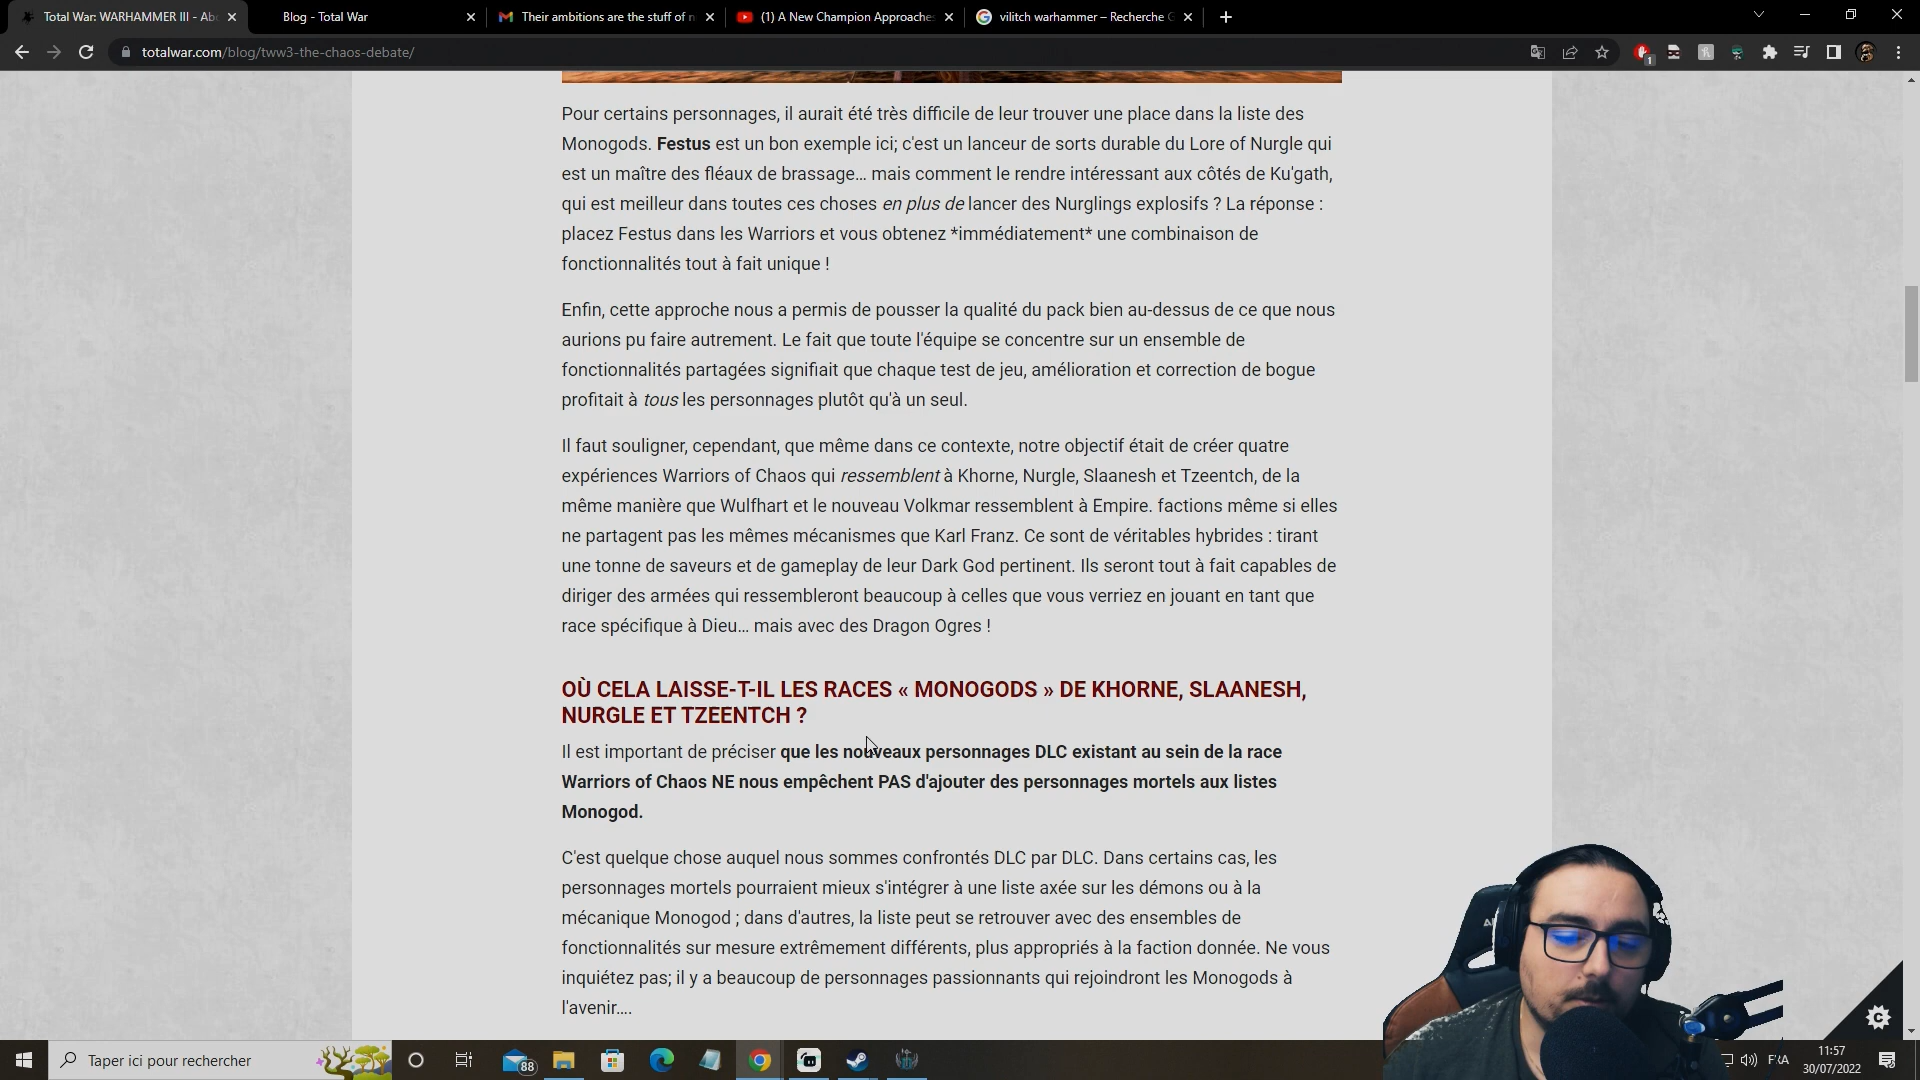 Total War: WARHAMMER III - Abo
Blog - Total War
Their ambitions are the stuff of n
(1) A New Champion Approache
vilitch warhammer – Recherche G
totalwar.com/blog/tww3-the-chaos-debate/
1
Pour certains personnages, il aurait été très difficile de leur trouver une place dans la liste des
Monogods. Festus est un bon exemple ici; c'est un lanceur de sorts durable du Lore of Nurgle qui
est un maître des fléaux de brassage... mais comment le rendre intéressant aux côtés de Ku'gath,
qui est meilleur dans toutes ces choses en plus de lancer des Nurglings explosifs ? La réponse :
placez Festus dans les Warriors et vous obtenez *immédiatement* une combinaison de
fonctionnalités tout à fait unique !
Enfin, cette approche nous a permis de pousser la qualité du pack bien au-dessus de ce que nous
aurions pu faire autrement. Le fait que toute l'équipe se concentre sur un ensemble de
fonctionnalités partagées signifiait que chaque test de jeu, amélioration et correction de bogue
profitait à tous les personnages plutôt qu'à un seul.
Il faut souligner, cependant, que même dans ce contexte, notre objectif était de créer quatre
expériences Warriors of Chaos qui ressemblent à Khorne, Nurgle, Slaanesh et Tzeentch, de la
même manière que Wulfhart et le nouveau Volkmar ressemblent à Empire. factions même si elles
ne partagent pas les mêmes mécanismes que Karl Franz. Ce sont de véritables hybrides : tirant
une tonne de saveurs et de gameplay de leur Dark God pertinent. Ils seront tout à fait capables de
diriger des armées qui ressembleront beaucoup à celles que vous verriez en jouant en tant que
race spécifique à Dieu... mais avec des Dragon Ogres !
OÙ CELA LAISSE-T-IL LES RACES « MONOGODS » DE KHORNE, SLAANESH,
NURGLE ET TZEENTCH ?
Il est important de préciser que les nouveaux personnages DLC existant au sein de la race
Warriors of Chaos NE nous empêchent PAS d'ajouter des personnages mortels aux listes
Monogod.
C'est quelque chose auquel nous sommes confrontés DLC par DLC. Dans certains cas, les
personnages mortels pourraient mieux s'intégrer à une liste axée sur les démons ou à la
mécanique Monogod ; dans d'autres, la liste peut se retrouver avec des ensembles de
fonctionnalités sur mesure extrêmement différents, plus appropriés à la faction donnée. Ne vous
inquiétez pas; il y a beaucoup de personnages passionnants qui rejoindront les Monogods à
l'avenir....
Taper ici pour rechercher
88
FRA
11:57
30/07/2022